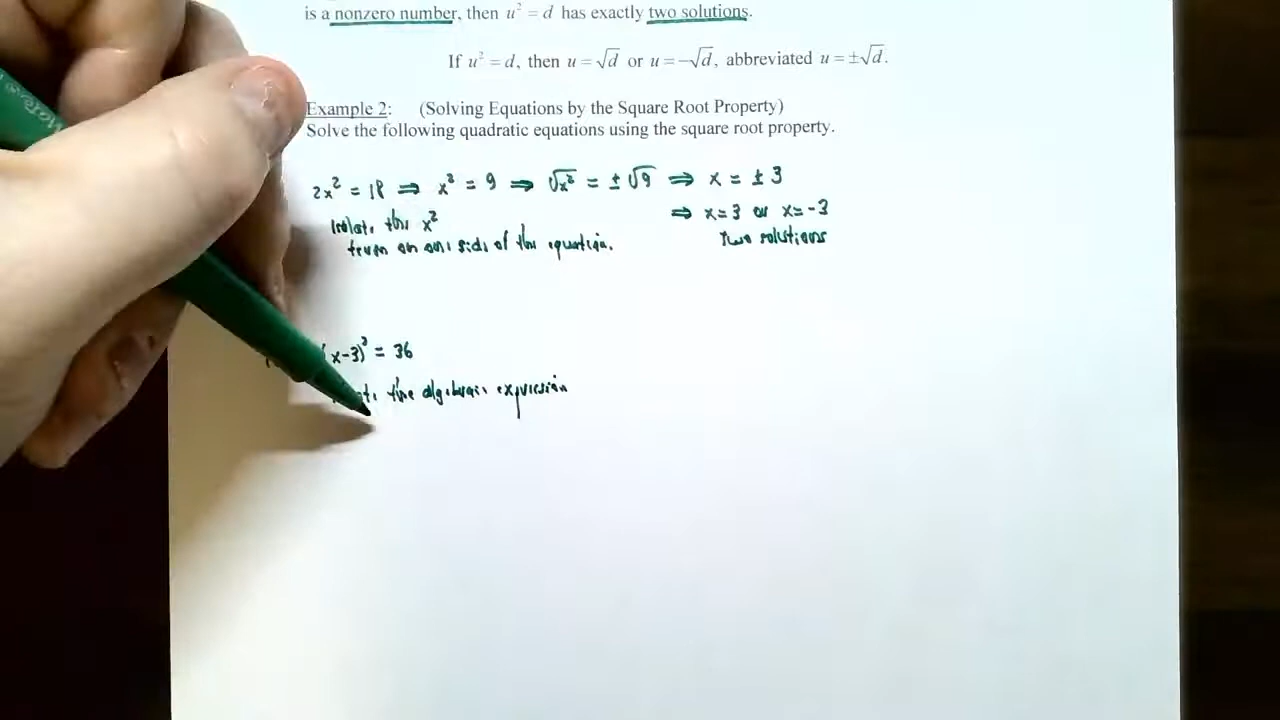 is a nonzero number, then u² = d has exactly two solutions.
If u² = d, then u = √d or u = −√d, abbreviated u = ±√d.
Example 2: (Solving Equations by the Square Root Property)
Solve the following quadratic equations using the square root property.
2x² = 18 ⇒ x² = 9 ⇒ √x² = ±√9 ⇒ x = ±3
Isolate the x² ⇒ x=3 or x=-3
term on one side of the equation. two solutions
(x-3)² = 36
the algebraic expression